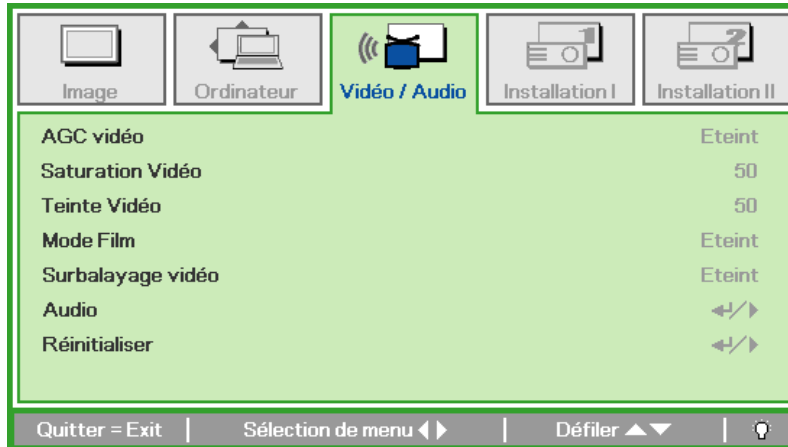 Image Ordinateur Vidéo / Audio Installation I Installation II
AGC vidéo Eteint
Saturation Vidéo 50
Teinte Vidéo 50
Mode Film Eteint
Surbalayage vidéo Eteint
Audio
Réinitialiser
Quitter = Exit Sélection de menu Défiler